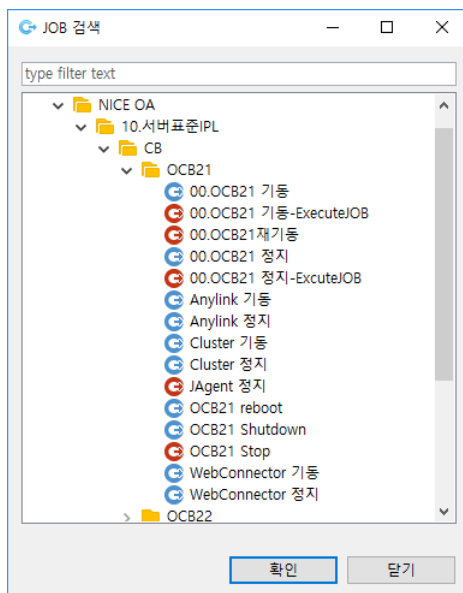 JOB 검색
type filter text
NICE OA
10.서버표준IPL
CB
OCB21
00.OCB21 기동
00.OCB21 기동-ExecuteJOB
00.OCB21재기동
00.OCB21 정지
00.OCB21 정지-ExcuteJOB
Anylink 기동
Anylink 정지
Cluster 기동
Cluster 정지
JAgent 정지
OCB21 reboot
OCB21 Shutdown
OCB21 Stop
WebConnector 기동
WebConnector 정지
OCB22
확인 닫기